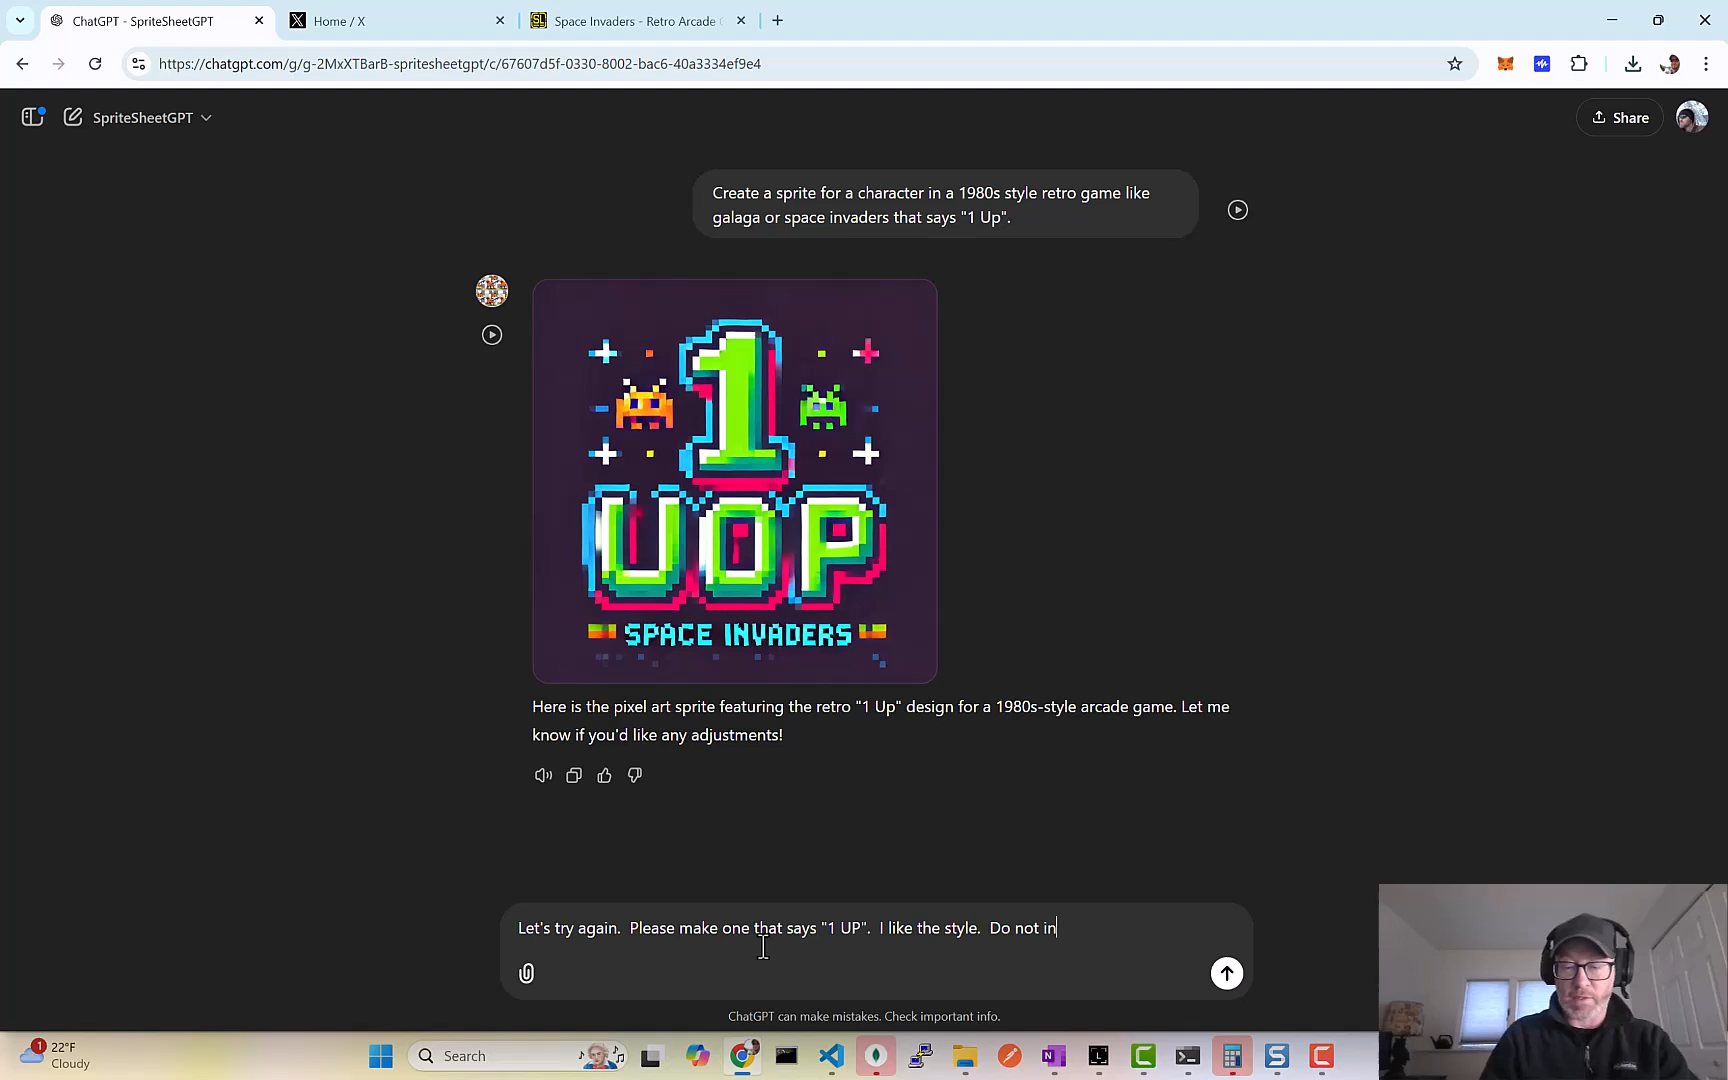 ChatGPT - SpriteSheetGPT
Home / X
Space Invaders - Retro Arcade
https://chatgpt.com/g/g-2MxXTBarB-spritesheetgpt/c/67607d5f-0330-8002-bac6-40a3334ef9e4
SpriteSheetGPT
Share
Create a sprite for a character in a 1980s style retro game like
galaga or space invaders that says "1 Up".
1
UOP
SPACE INVADERS
Here is the pixel art sprite featuring the retro "1 Up" design for a 1980s-style arcade game. Let me
know if you'd like any adjustments!
Let's try again.  Please make one that says "1 UP".  I like the style.  Do not in
ChatGPT can make mistakes. Check important info.
1
22°F
Cloudy
Search